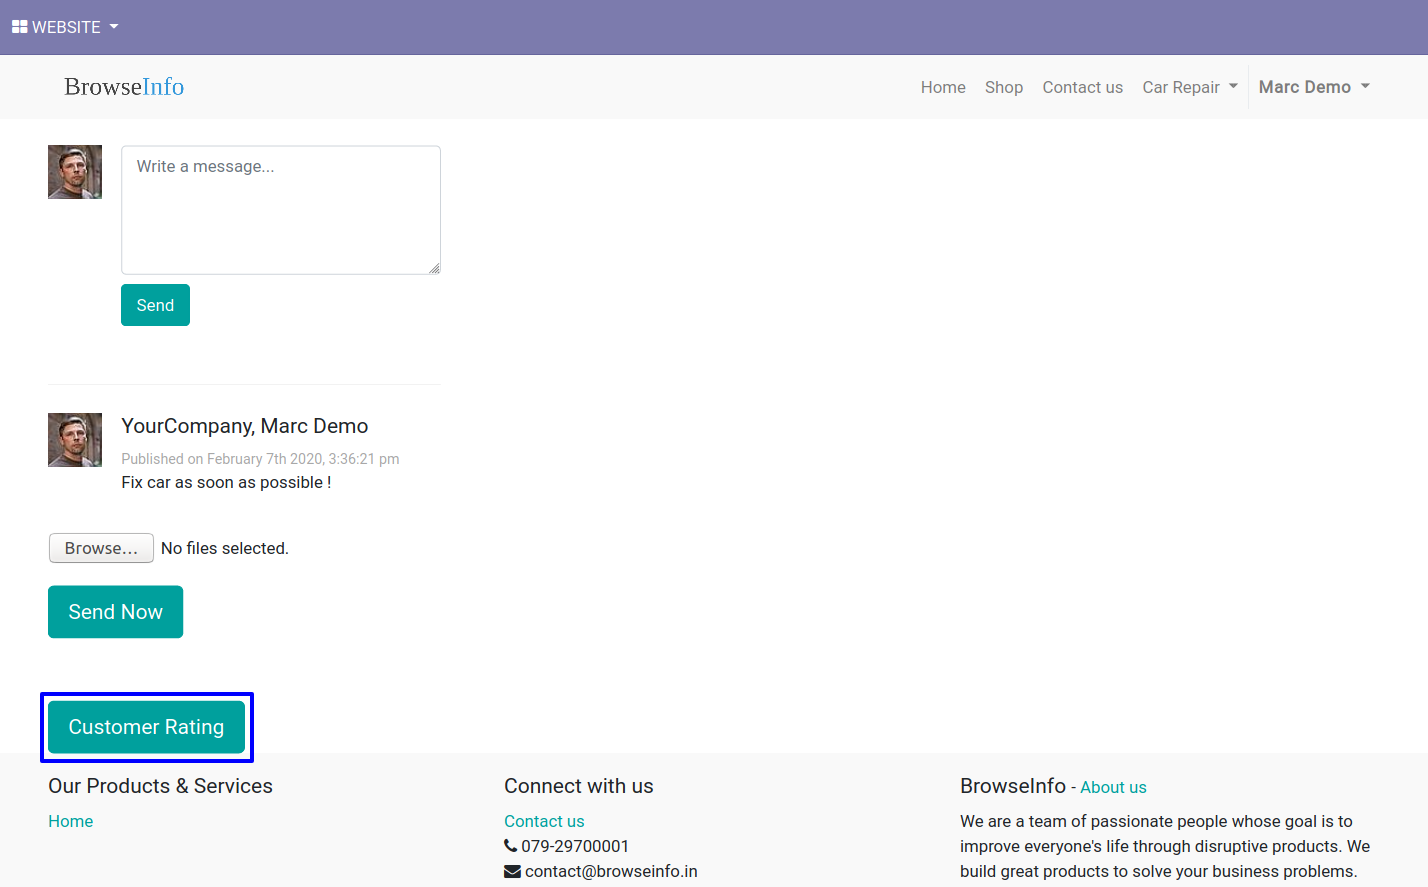 WEBSITE
BrowseInfo
Home Shop Contact us Car Repair Marc Demo
Write a message...
Send
YourCompany, Marc Demo
Published on February 7th 2020, 3:36:21 pm
Fix car as soon as possible !
Browse... No files selected.
Send Now
Customer Rating
Our Products & Services
Home
Connect with us
Contact us
079-29700001
contact@browseinfo.in
BrowseInfo - About us
We are a team of passionate people whose goal is to
improve everyone's life through disruptive products. We
build great products to solve your business problems.